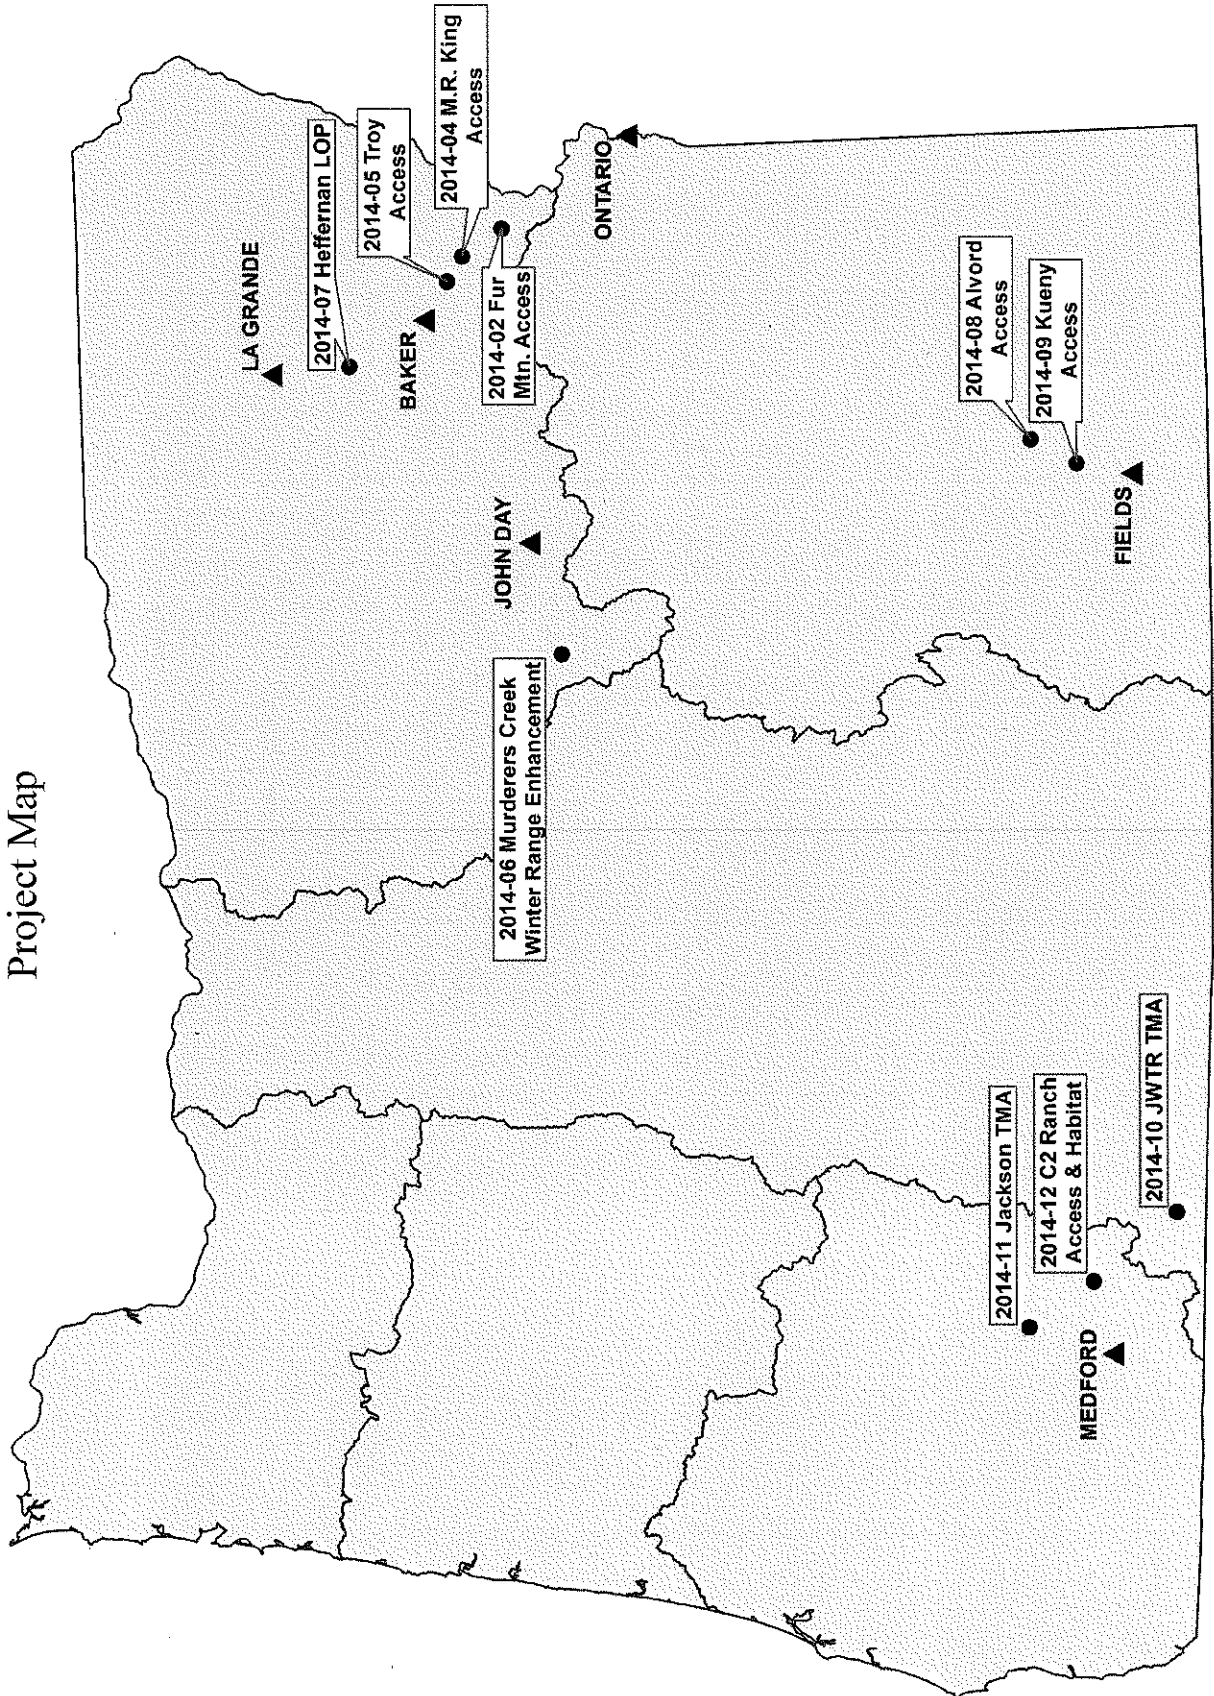 Project Map
LA GRANDE
2014-07 Heffernan LOP
2014-05 Troy
Access
2014-04 M.R. King
Access
BAKER
2014-02 Fur
Mtn. Access
ONTARIO
JOHN DAY
2014-06 Murderers Creek
Winter Range Enhancement
2014-08 Alvord
Access
2014-09 Kueny
Access
FIELDS
2014-11 Jackson TMA
2014-12 C2 Ranch
Access & Habitat
MEDFORD
2014-10 JWTR TMA